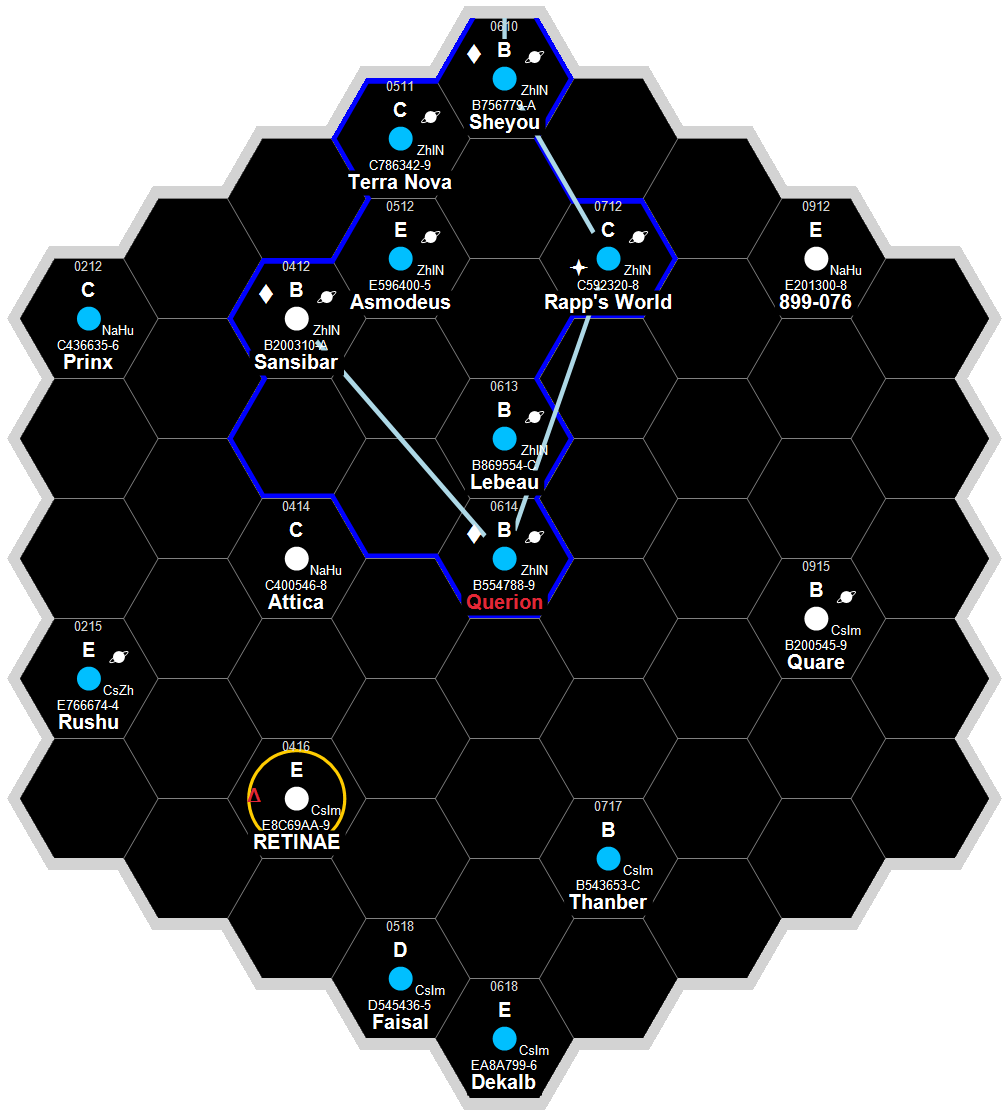 0610
B
ZhIN
B756779-A
Sheyou
0511
C
ZhIN
C786342-9
Terra Nova
0512
E
ZhIN
E596400-5
Asmodeus
0712
C
ZhIN
C592320-8
Rapp's World
0912
E
NaHu
E201300-8
899-076
0212
C
NaHu
C436635-6
Prinx
0412
B
ZhIN
B200310-A
Sansibar
0613
B
ZhIN
B869554-C
Lebeau
0414
C
NaHu
C400546-8
Attica
0614
B
ZhIN
B554788-9
Querion
0915
B
CsIm
B200545-9
Quare
0215
E
CsZh
E766674-4
Rushu
0416
E
CsIm
E8C69AA-9
RETINAE
0717
B
CsIm
B543653-C
Thanber
0518
D
CsIm
D545436-5
Faisal
0618
E
CsIm
EA8A799-6
Dekalb